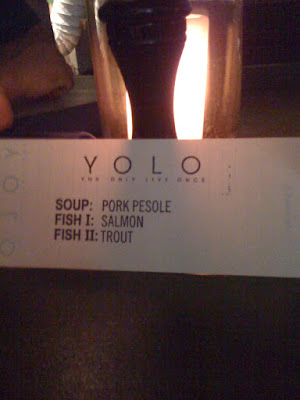 YOLO
YOU ONLY LIVE ONCE
SOUP: PORK PESOLE
FISH I: SALMON
FISH II: TROUT